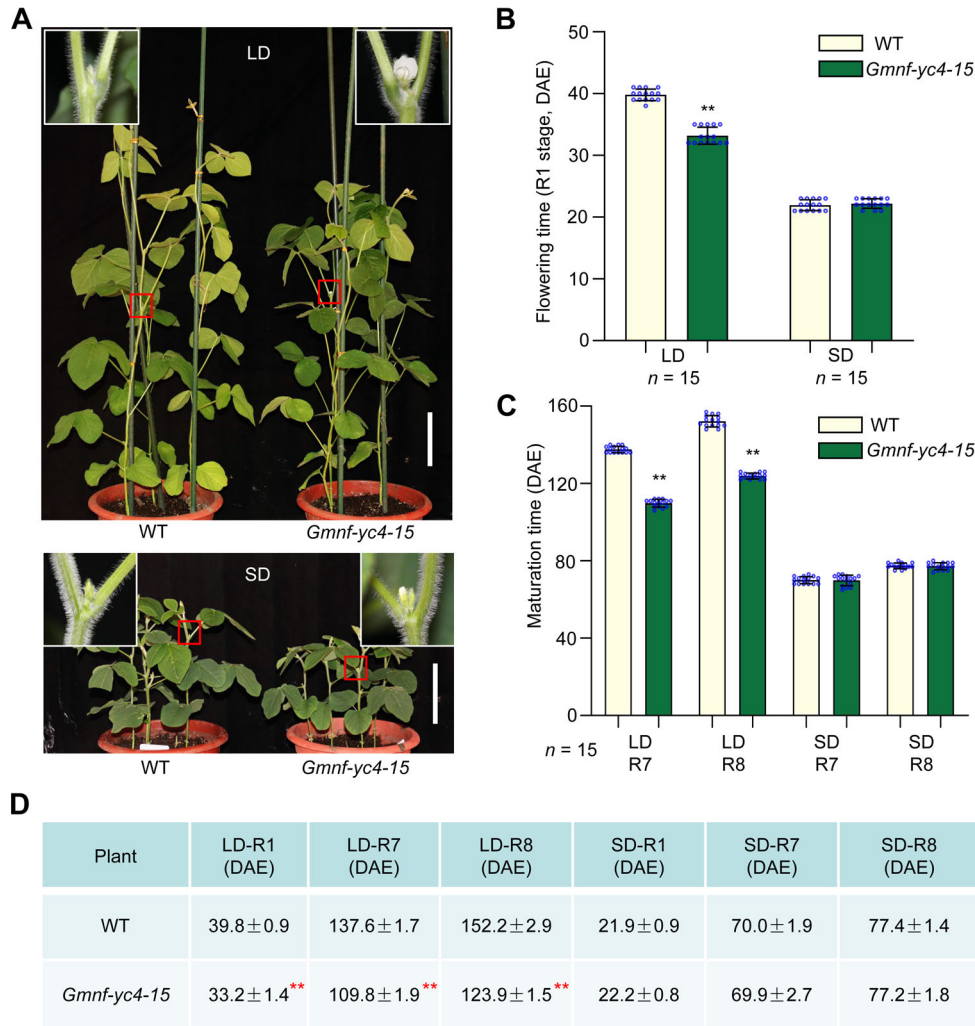 A
LD
WT
Gmnf-yc4-15
SD
WT
Gmnf-yc4-15
B
50
40
30
20
10
0
Flowering time (R1 stage, DAE)
WT
Gmnf-yc4-15
**
LD
n = 15
SD
n = 15
C
160
120
80
40
0
Maturation time (DAE)
WT
Gmnf-yc4-15
**
**
n = 15
LD
R7
LD
R8
SD
R7
SD
R8
D
Plant
LD-R1
(DAE)
LD-R7
(DAE)
LD-R8
(DAE)
SD-R1
(DAE)
SD-R7
(DAE)
SD-R8
(DAE)
WT
39.8±0.9
137.6±1.7
152.2±2.9
21.9±0.9
70.0±1.9
77.4±1.4
Gmnf-yc4-15
33.2±1.4**
109.8±1.9**
123.9±1.5**
22.2±0.8
69.9±2.7
77.2±1.8